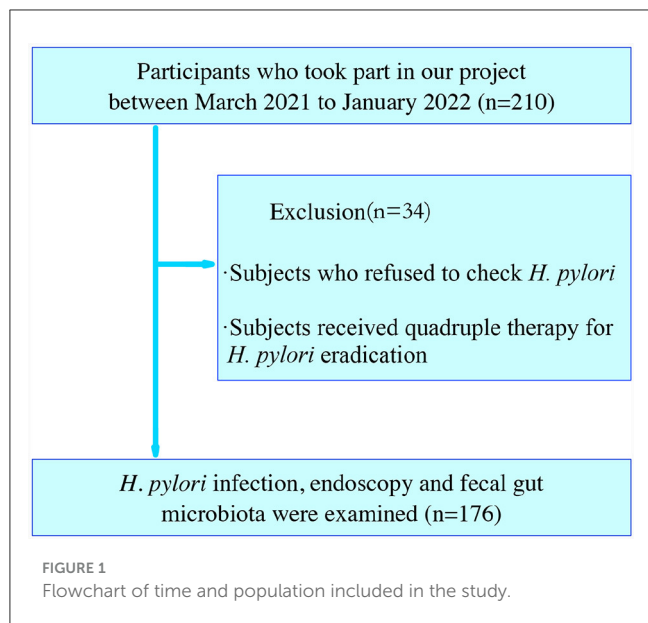 Participants who took part in our project
between March 2021 to January 2022 (n=210)
Exclusion(n=34)
·Subjects who refused to check H. pylori
·Subjects received quadruple therapy for
H. pylori eradication
H. pylori infection, endoscopy and fecal gut
microbiota were examined (n=176)
FIGURE 1
Flowchart of time and population included in the study.